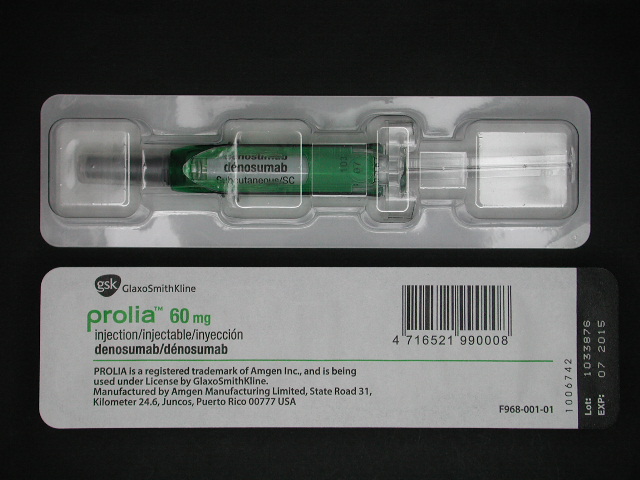 denosumab
dénosumab
Subcutaneous/SC
gsk GlaxoSmithKline
prolia™ 60 mg
injection/injectable/inyección
denosumab/dénosumab
PROLIA is a registered trademark of Amgen Inc., and is being
used under License by GlaxoSmithKline.
Manufactured by Amgen Manufacturing Limited, State Road 31,
Kilometer 24.6, Juncos, Puerto Rico 00777 USA
4 716521 990008
F968-001-01
1006742
Lot: 1033876
EXP: 07 2015